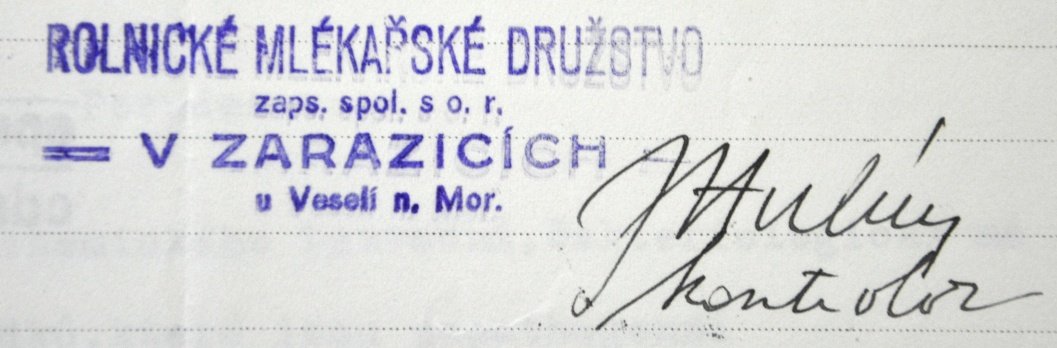 ROLNICKÉ MLÉKAŘSKÉ DRUŽSTVO
zaps. spol. s o. r.
V ZARAZICÍCH
u Veselí n. Mor.
kontrolor